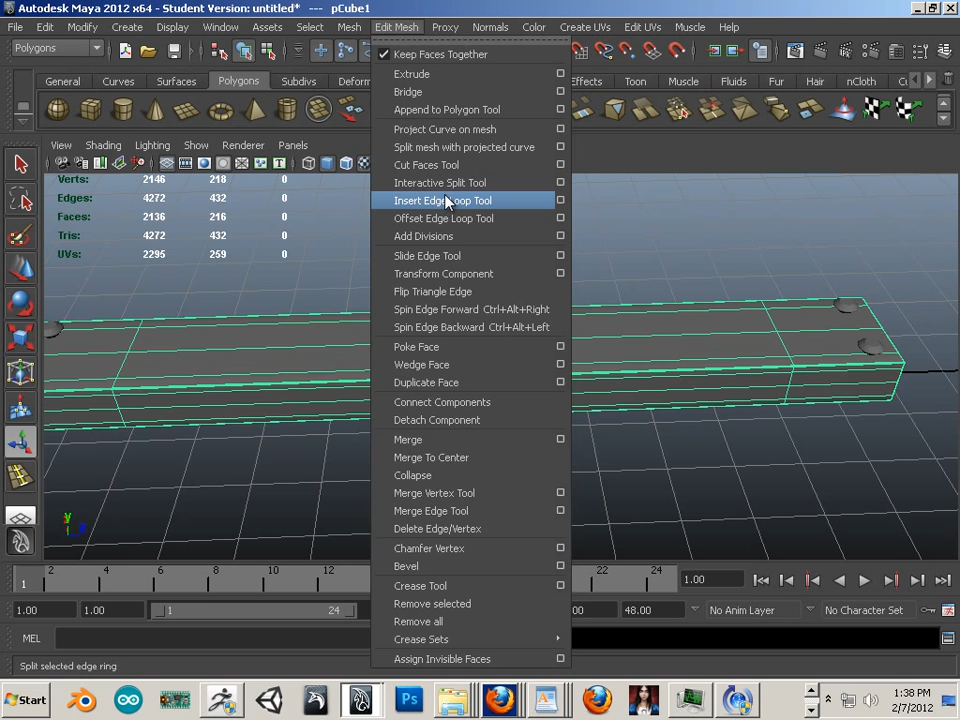 Autodesk Maya 2012 x64 - Student Version: untitled* --- pCube1
File Edit Modify Create Display Window Assets Select Mesh Edit Mesh Proxy Normals Color Create UVs Edit UVs Muscle Help
Polygons
General Curves Surfaces Polygons Subdivs Deform Effects Toon Muscle Fluids Fur Hair nCloth
View Shading Lighting Show Renderer Panels
Verts: 2146 218 0
Edges: 4272 432 0
Faces: 2136 216 0
Tris: 4272 432 0
UVs: 2295 259 0
Keep Faces Together
Extrude
Bridge
Append to Polygon Tool
Project Curve on mesh
Split mesh with projected curve
Cut Faces Tool
Interactive Split Tool
Insert Edge Loop Tool
Offset Edge Loop Tool
Add Divisions
Slide Edge Tool
Transform Component
Flip Triangle Edge
Spin Edge Forward Ctrl+Alt+Right
Spin Edge Backward Ctrl+Alt+Left
Poke Face
Wedge Face
Duplicate Face
Connect Components
Detach Component
Merge
Merge To Center
Collapse
Merge Vertex Tool
Merge Edge Tool
Delete Edge/Vertex
Chamfer Vertex
Bevel
Crease Tool
Remove selected
Remove all
Crease Sets
Assign Invisible Faces
y
1 2 4 6 8 10 12 22 24 1.00
1.00 1.00 1 24 48.00 No Anim Layer No Character Set
MEL
Split selected edge ring
Start Ps 1:38 PM
2/7/2012